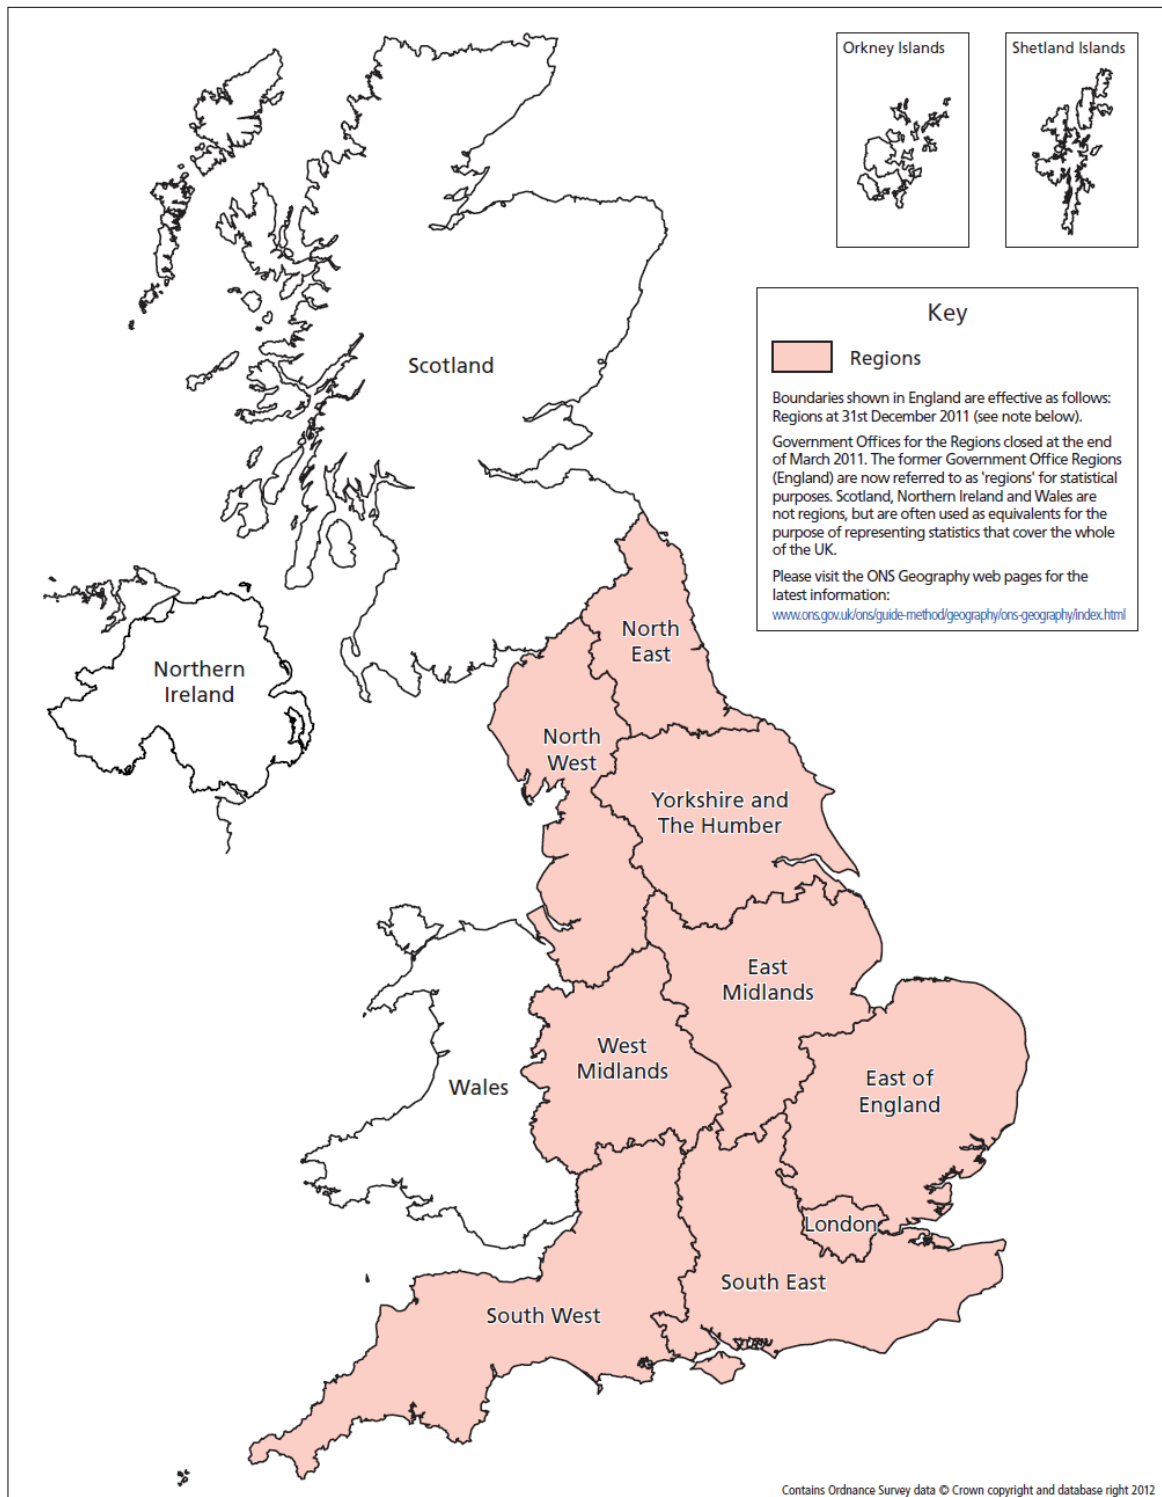 Orkney Islands
Shetland Islands
Key
Regions
Boundaries shown in England are effective as follows:
Regions at 31st December 2011 (see note below).
Government Offices for the Regions closed at the end
of March 2011. The former Government Office Regions
(England) are now referred to as 'regions' for statistical
purposes. Scotland, Northern Ireland and Wales are
not regions, but are often used as equivalents for the
purpose of representing statistics that cover the whole
of the UK.
Please visit the ONS Geography web pages for the
latest information:
www.ons.gov.uk/ons/guide-method/geography/ons-geography/index.html
Scotland
North
East
Northern
Ireland
North
West
Yorkshire and
The Humber
East
Midlands
West
Midlands
Wales
East of
England
London
South East
South West
Contains Ordnance Survey data © Crown copyright and database right 2012